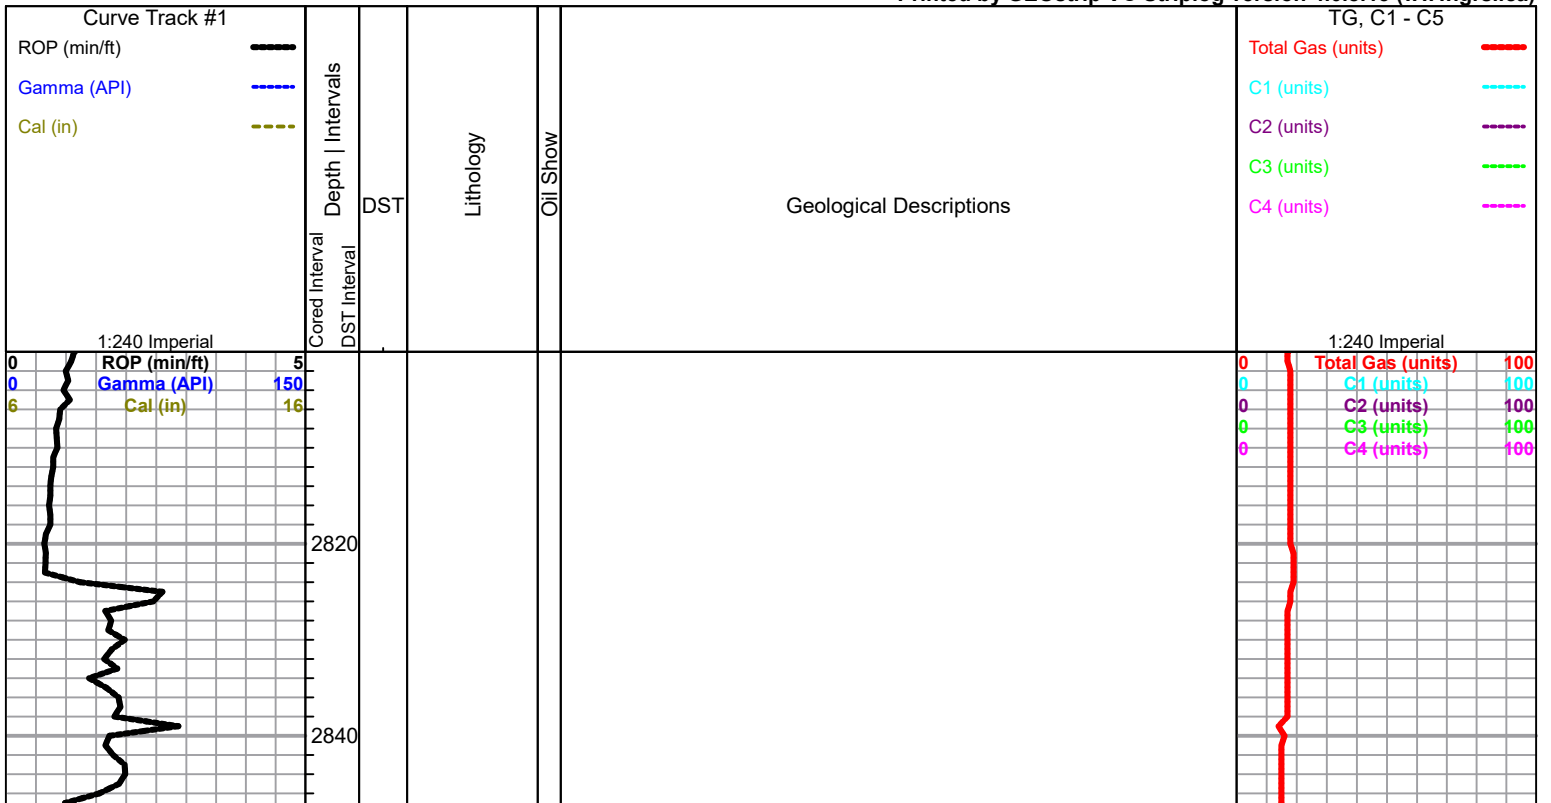 Curve Track #1
ROP (min/ft)
Gamma (API)
Cal (in)
1:240 Imperial
Depth | Intervals
Cored Interval
DST Interval
DST
Lithology
Oil Show
Geological Descriptions
TG, C1 - C5
Total Gas (units)
C1 (units)
C2 (units)
C3 (units)
C4 (units)
1:240 Imperial
0 ROP (min/ft) 5
0 Gamma (API) 150
6 Cal (in) 16
0 Total Gas (units) 100
0 C1 (units) 100
0 C2 (units) 100
0 C3 (units) 100
0 C4 (units) 100
2820
2840